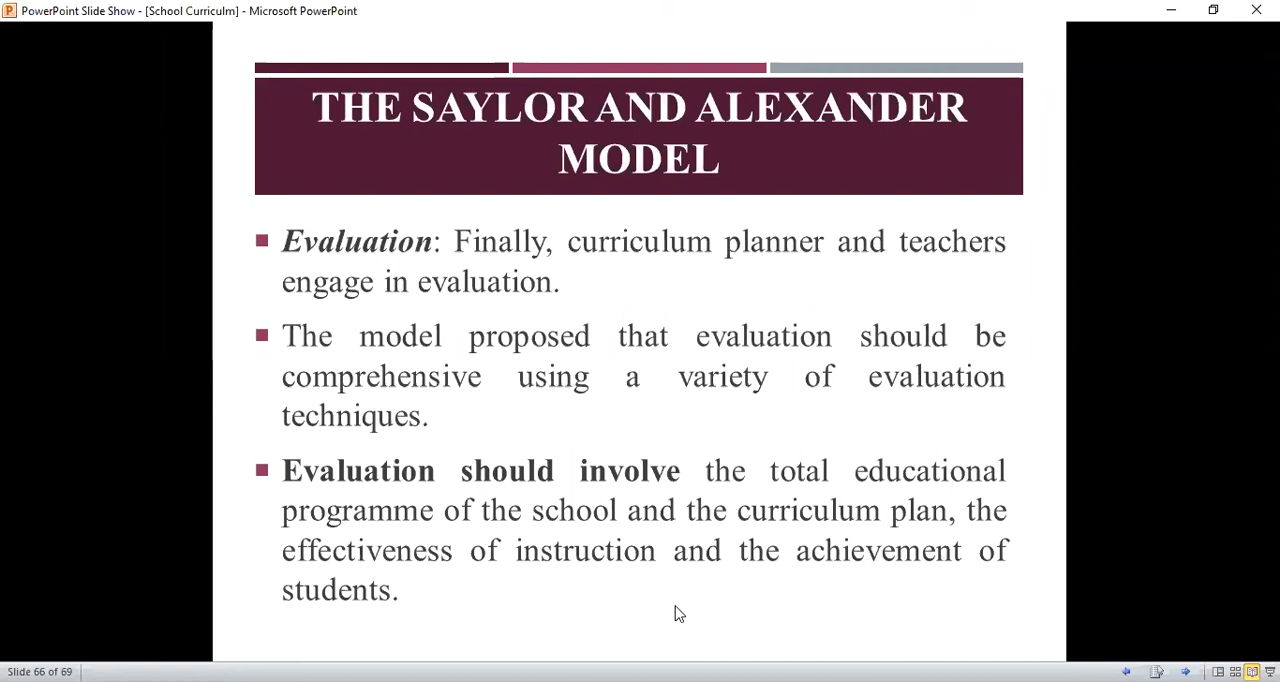 PowerPoint Slide Show - [School Curriculm] - Microsoft PowerPoint
THE SAYLOR AND ALEXANDER
MODEL
Evaluation: Finally, curriculum planner and teachers
engage in evaluation.
The model proposed that evaluation should be
comprehensive using a variety of evaluation
techniques.
Evaluation should involve the total educational
programme of the school and the curriculum plan, the
effectiveness of instruction and the achievement of
students.
Slide 66 of 69